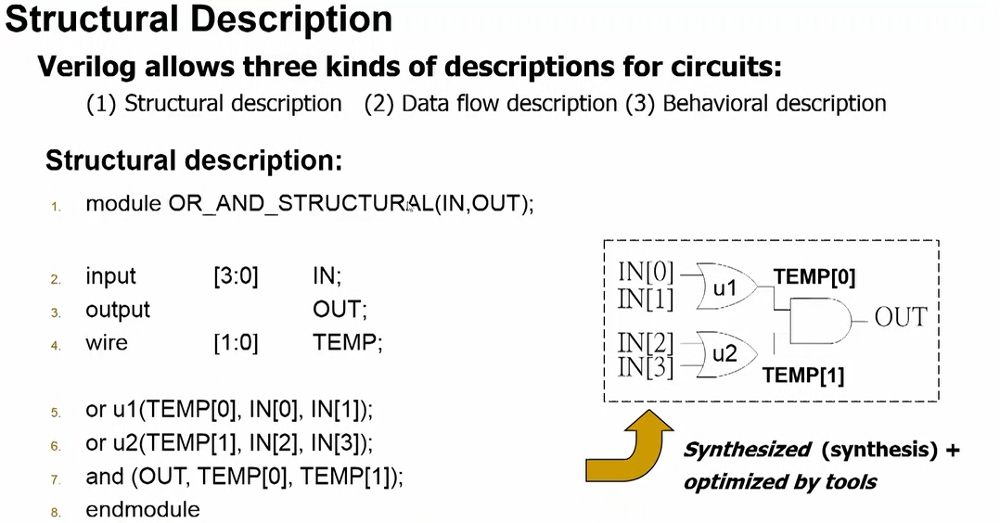 Structural Description
Verilog allows three kinds of descriptions for circuits:
(1) Structural description (2) Data flow description (3) Behavioral description
Structural description:
1. module OR_AND_STRUCTURAL(IN,OUT);
2. input [3:0] IN;
3. output OUT;
4. wire [1:0] TEMP;
5. or u1(TEMP[0], IN[0], IN[1]);
6. or u2(TEMP[1], IN[2], IN[3]);
7. and (OUT, TEMP[0], TEMP[1]);
8. endmodule
IN[0]
IN[1]
u1
TEMP[0]
OUT
IN[2]
IN[3]
u2
TEMP[1]
Synthesized (synthesis) +
optimized by tools